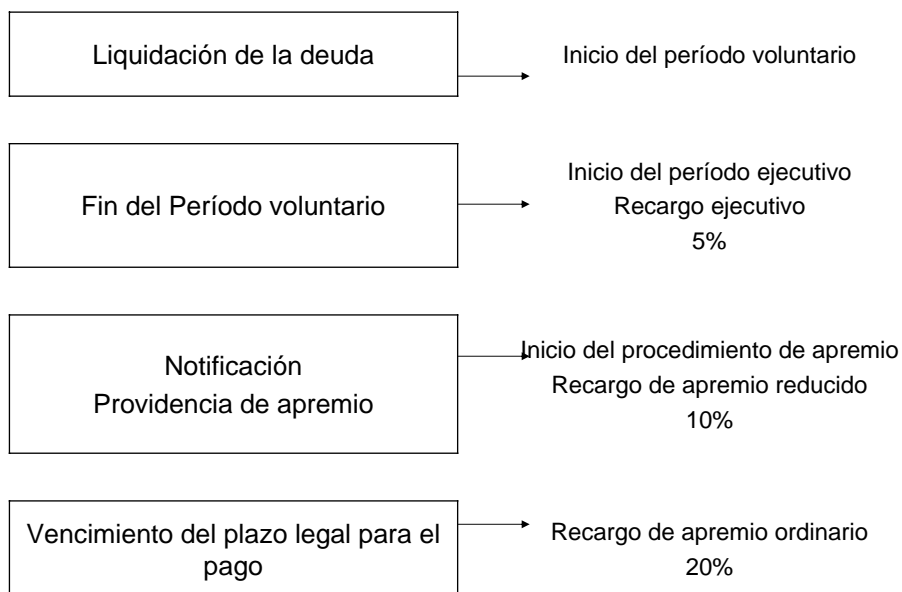 Liquidación de la deuda
Inicio del período voluntario
Fin del Período voluntario
Inicio del período ejecutivo
Recargo ejecutivo
5%
Notificación
Providencia de apremio
Inicio del procedimiento de apremio
Recargo de apremio reducido
10%
Vencimiento del plazo legal para el
pago
Recargo de apremio ordinario
20%